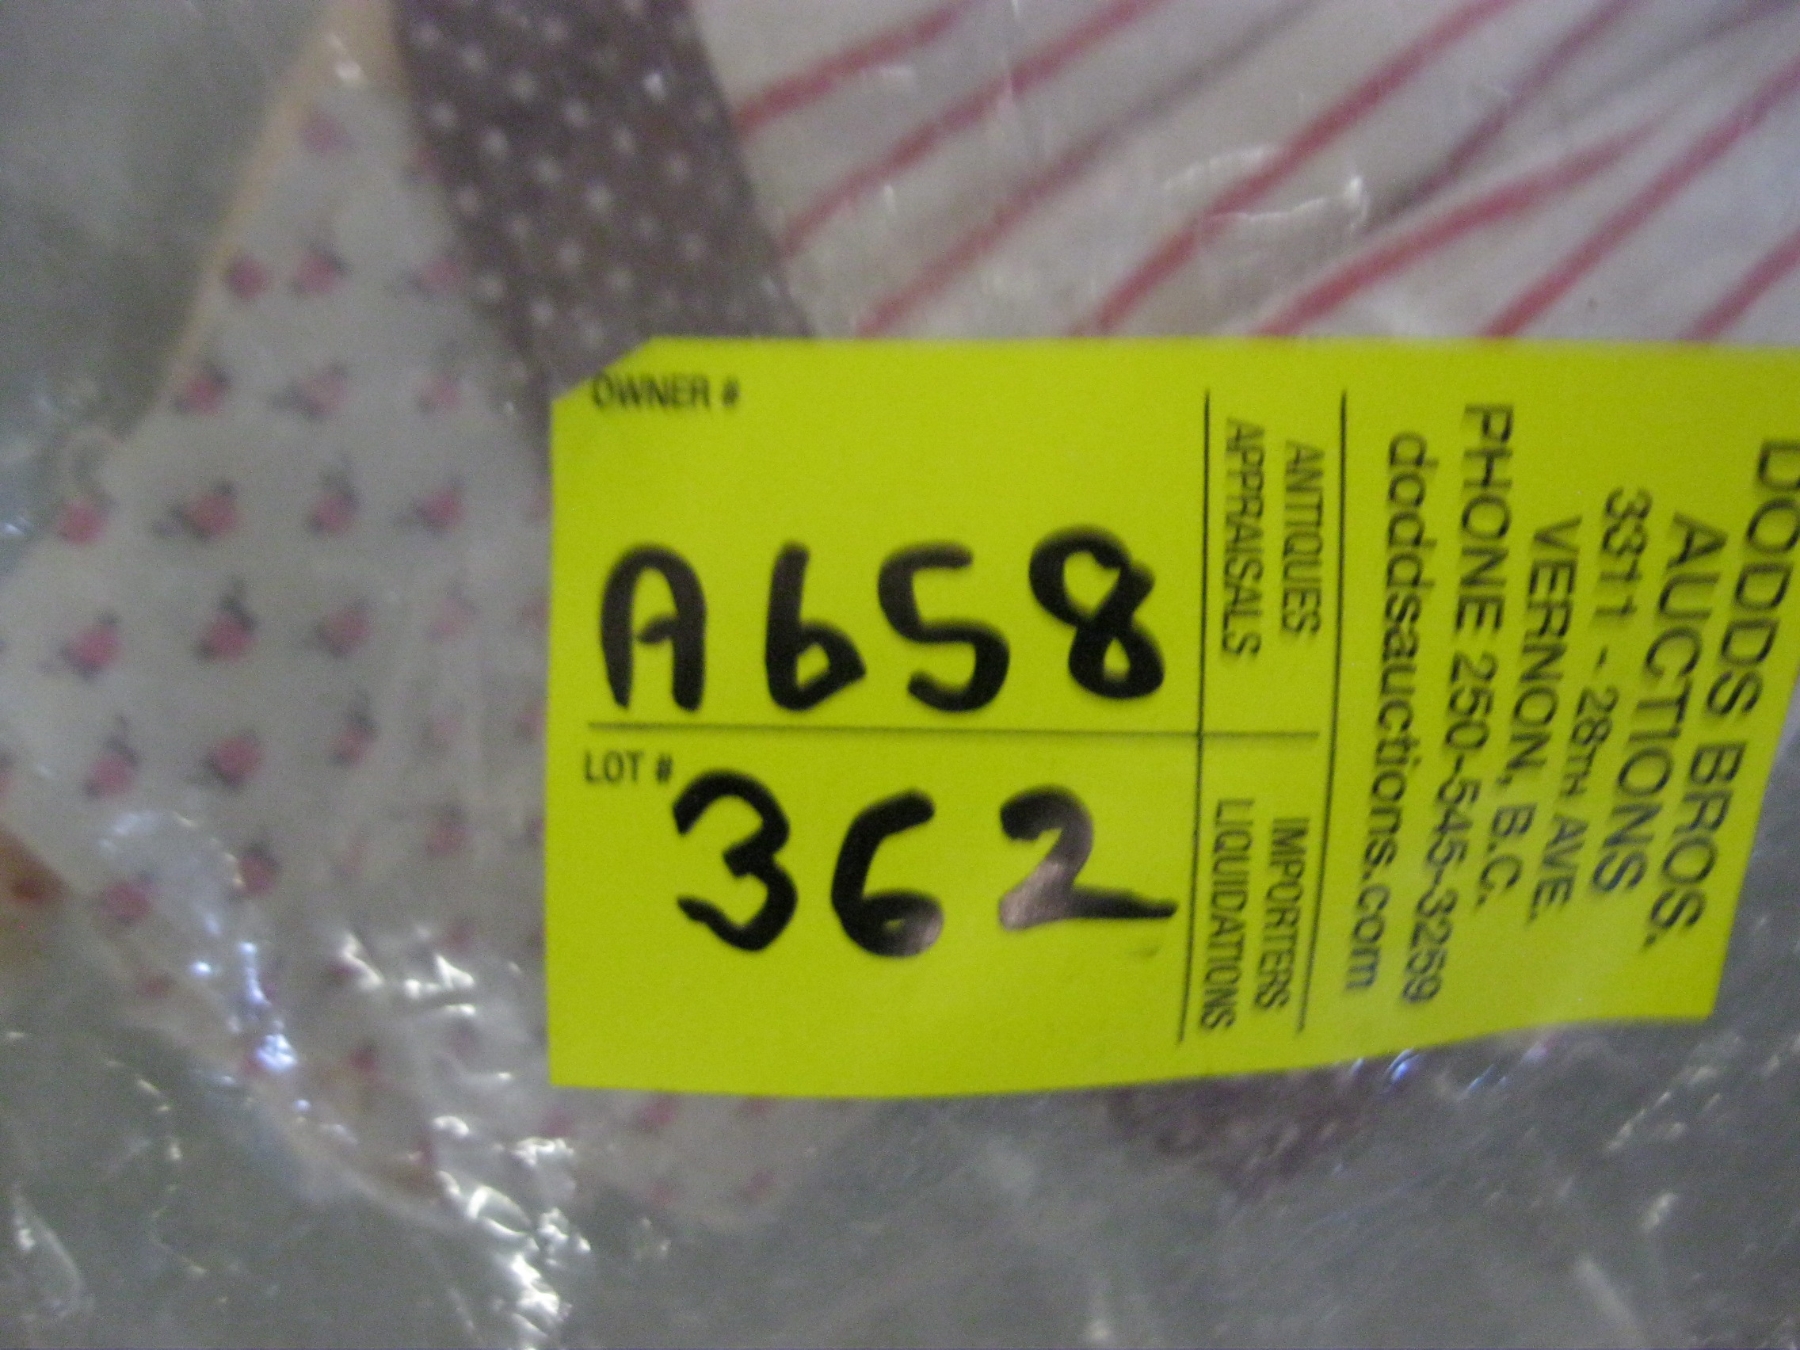 OWNER #
A658
LOT #
362
DODDS BROS.
AUCTIONS
3311 - 28TH AVE.
VERNON, B.C.
PHONE 250-545-3259
doddsauctions.com
ANTIQUES
APPRAISALS
IMPORTERS
LIQUIDATIONS